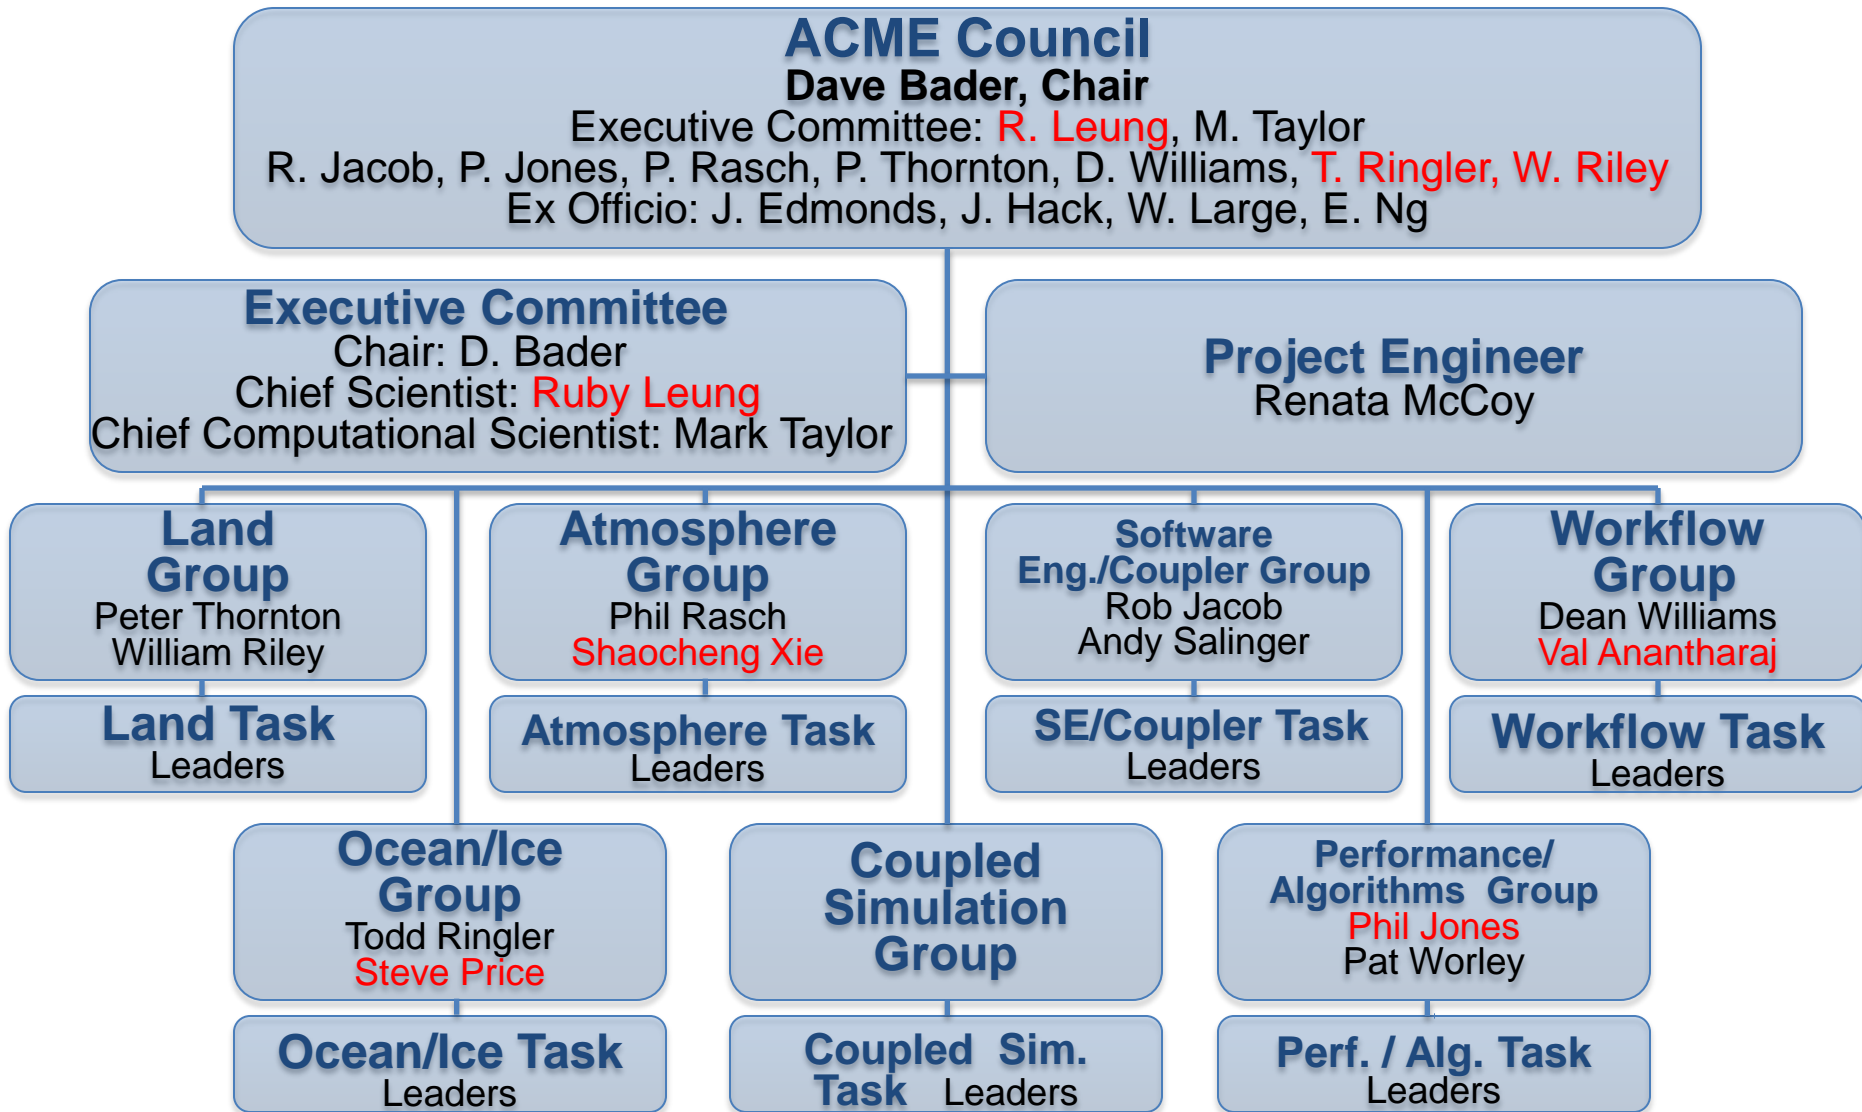 ACME Council
Dave Bader, Chair
Executive Committee: R. Leung, M. Taylor
R. Jacob, P. Jones, P. Rasch, P. Thornton, D. Williams, T. Ringler, W. Riley
Ex Officio: J. Edmonds, J. Hack, W. Large, E. Ng
Executive Committee
Chair: D. Bader
Chief Scientist: Ruby Leung
Chief Computational Scientist: Mark Taylor
Project Engineer
Renata McCoy
Land
Group
Peter Thornton
William Riley
Atmosphere
Group
Phil Rasch
Shaocheng Xie
Software
Eng./Coupler Group
Rob Jacob
Andy Salinger
Workflow
Group
Dean Williams
Val Anantharaj
Land Task
Leaders
Atmosphere Task
Leaders
SE/Coupler Task
Leaders
Workflow Task
Leaders
Ocean/Ice
Group
Todd Ringler
Steve Price
Coupled
Simulation
Group
Performance/
Algorithms Group
Phil Jones
Pat Worley
Ocean/Ice Task
Leaders
Coupled Sim.
Task Leaders
Perf. / Alg. Task
Leaders